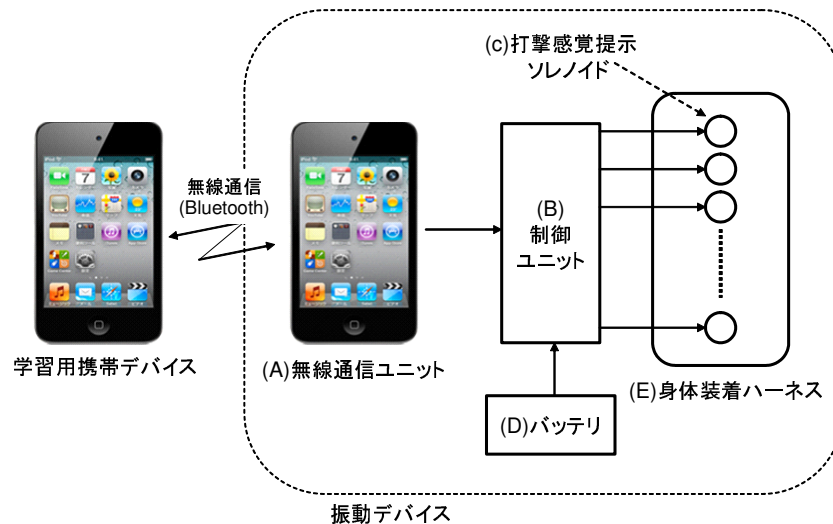 (c)打撃感覚提示
ソレノイド
無線通信
(Bluetooth)
(B)
制御
ユニット
学習用携帯デバイス
(A)無線通信ユニット
(E)身体装着ハーネス
(D)バッテリ
振動デバイス